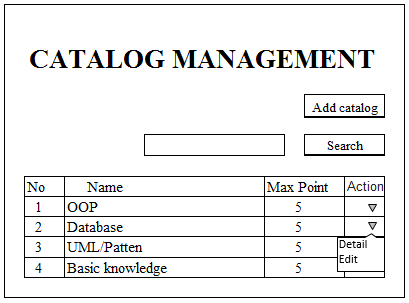 CATALOG MANAGEMENT
Add catalog
Search
No Name Max Point Action
1 OOP 5
2 Database 5
3 UML/Patten 5
4 Basic knowledge 5
Detail
Edit